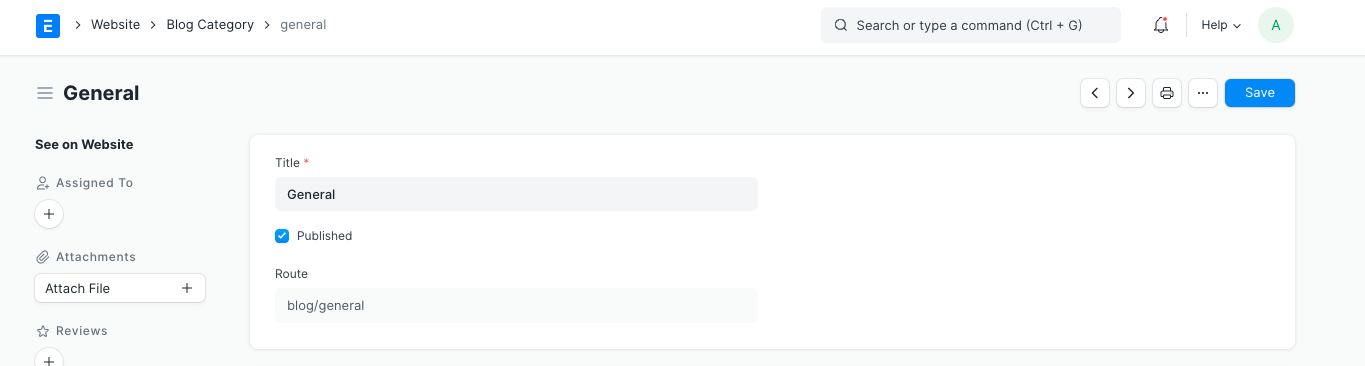 E > Website > Blog Category > general
Search or type a command (Ctrl + G)
Help
A
General
Save
See on Website
Title *
General
Assigned To
Published
Attachments
Route
Attach File
blog/general
Reviews